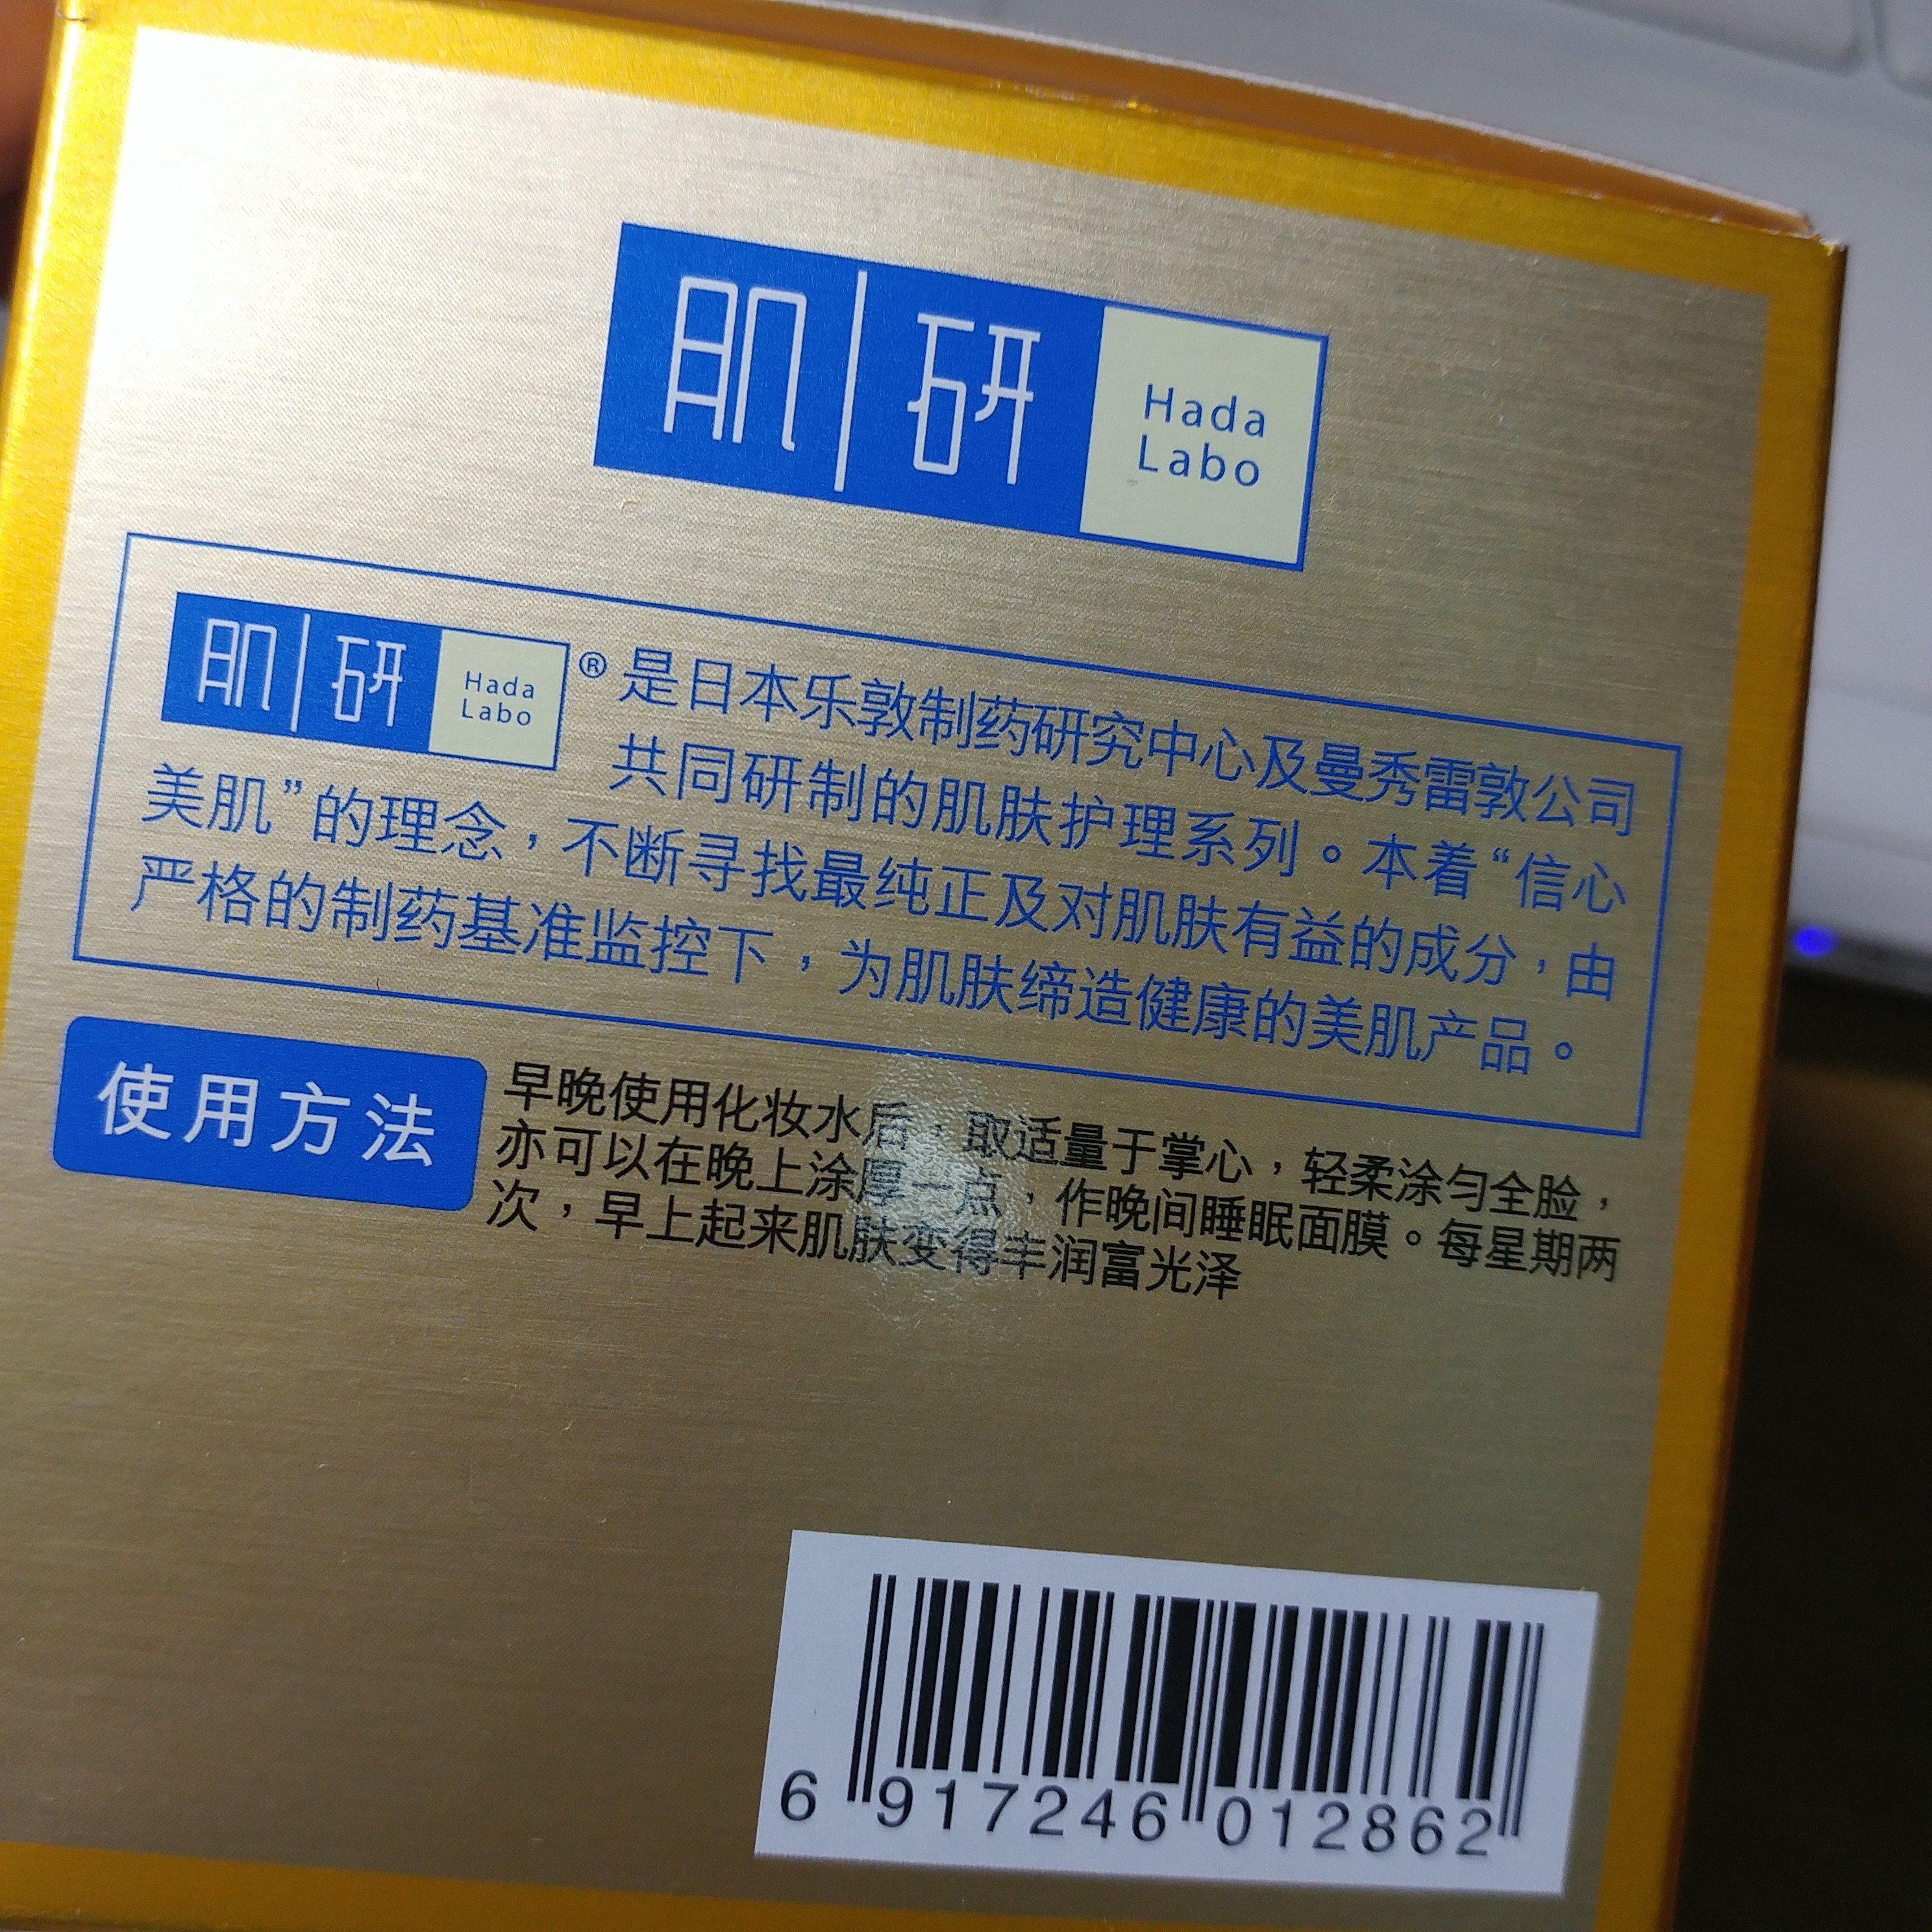 肌研 Hada
Labo
肌研 Hada
Labo
® 是日本乐敦制药研究中心及曼秀雷敦公司
共同研制的肌肤护理系列。本着“信心
美肌”的理念，不断寻找最纯正及对肌肤有益的成分，由
严格的制药基准监控下，为肌肤缔造健康的美肌产品。
使用方法
早晚使用化妆水后，取适量于掌心，轻柔涂匀全脸，
亦可以在晚上涂厚一点，作晚间睡眠面膜。每星期两
次，早上起来肌肤变得丰润富光泽
6 917246 012862